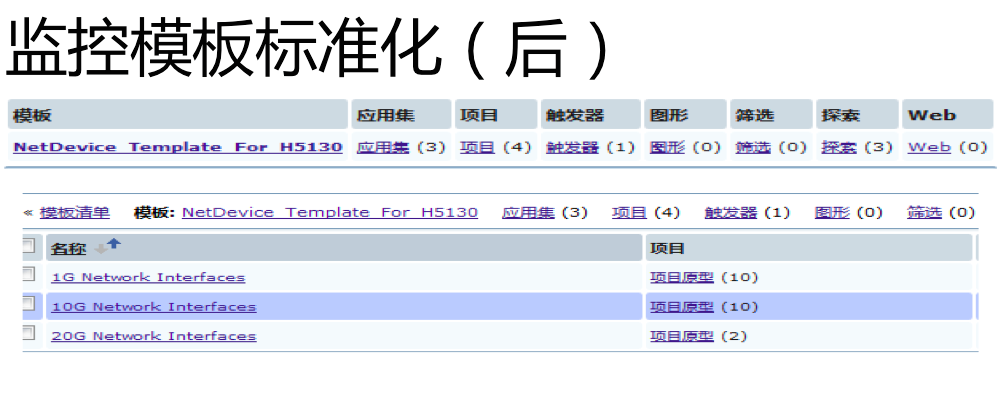 监控模板标准化（后）
模板 应用集 项目 触发器 图形 筛选 探索 Web
NetDevice Template For H5130 应用集 (3) 项目 (4) 触发器 (1) 图形 (0) 筛选 (0) 探索 (3) Web (0)
« 模板清单 模板: NetDevice Template For H5130 应用集 (3) 项目 (4) 触发器 (1) 图形 (0) 筛选 (0)
名称 项目
1G Network Interfaces 项目原型 (10)
10G Network Interfaces 项目原型 (10)
20G Network Interfaces 项目原型 (2)